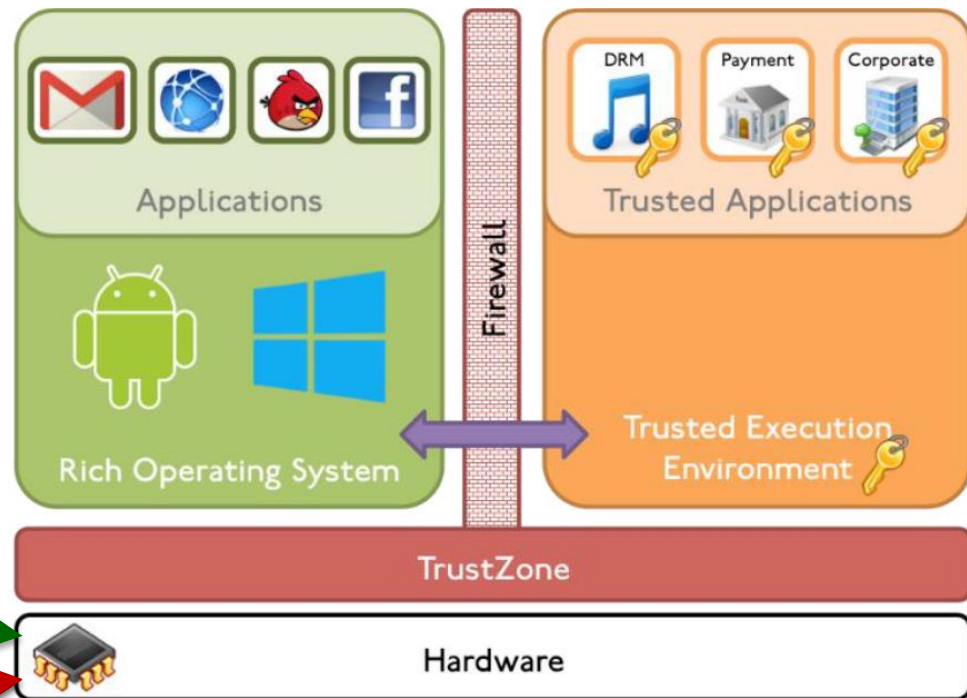 DRM
Payment
Corporate
Applications
Trusted Applications
Firewall
Rich Operating System
Trusted Execution
Environment
TrustZone
Hardware